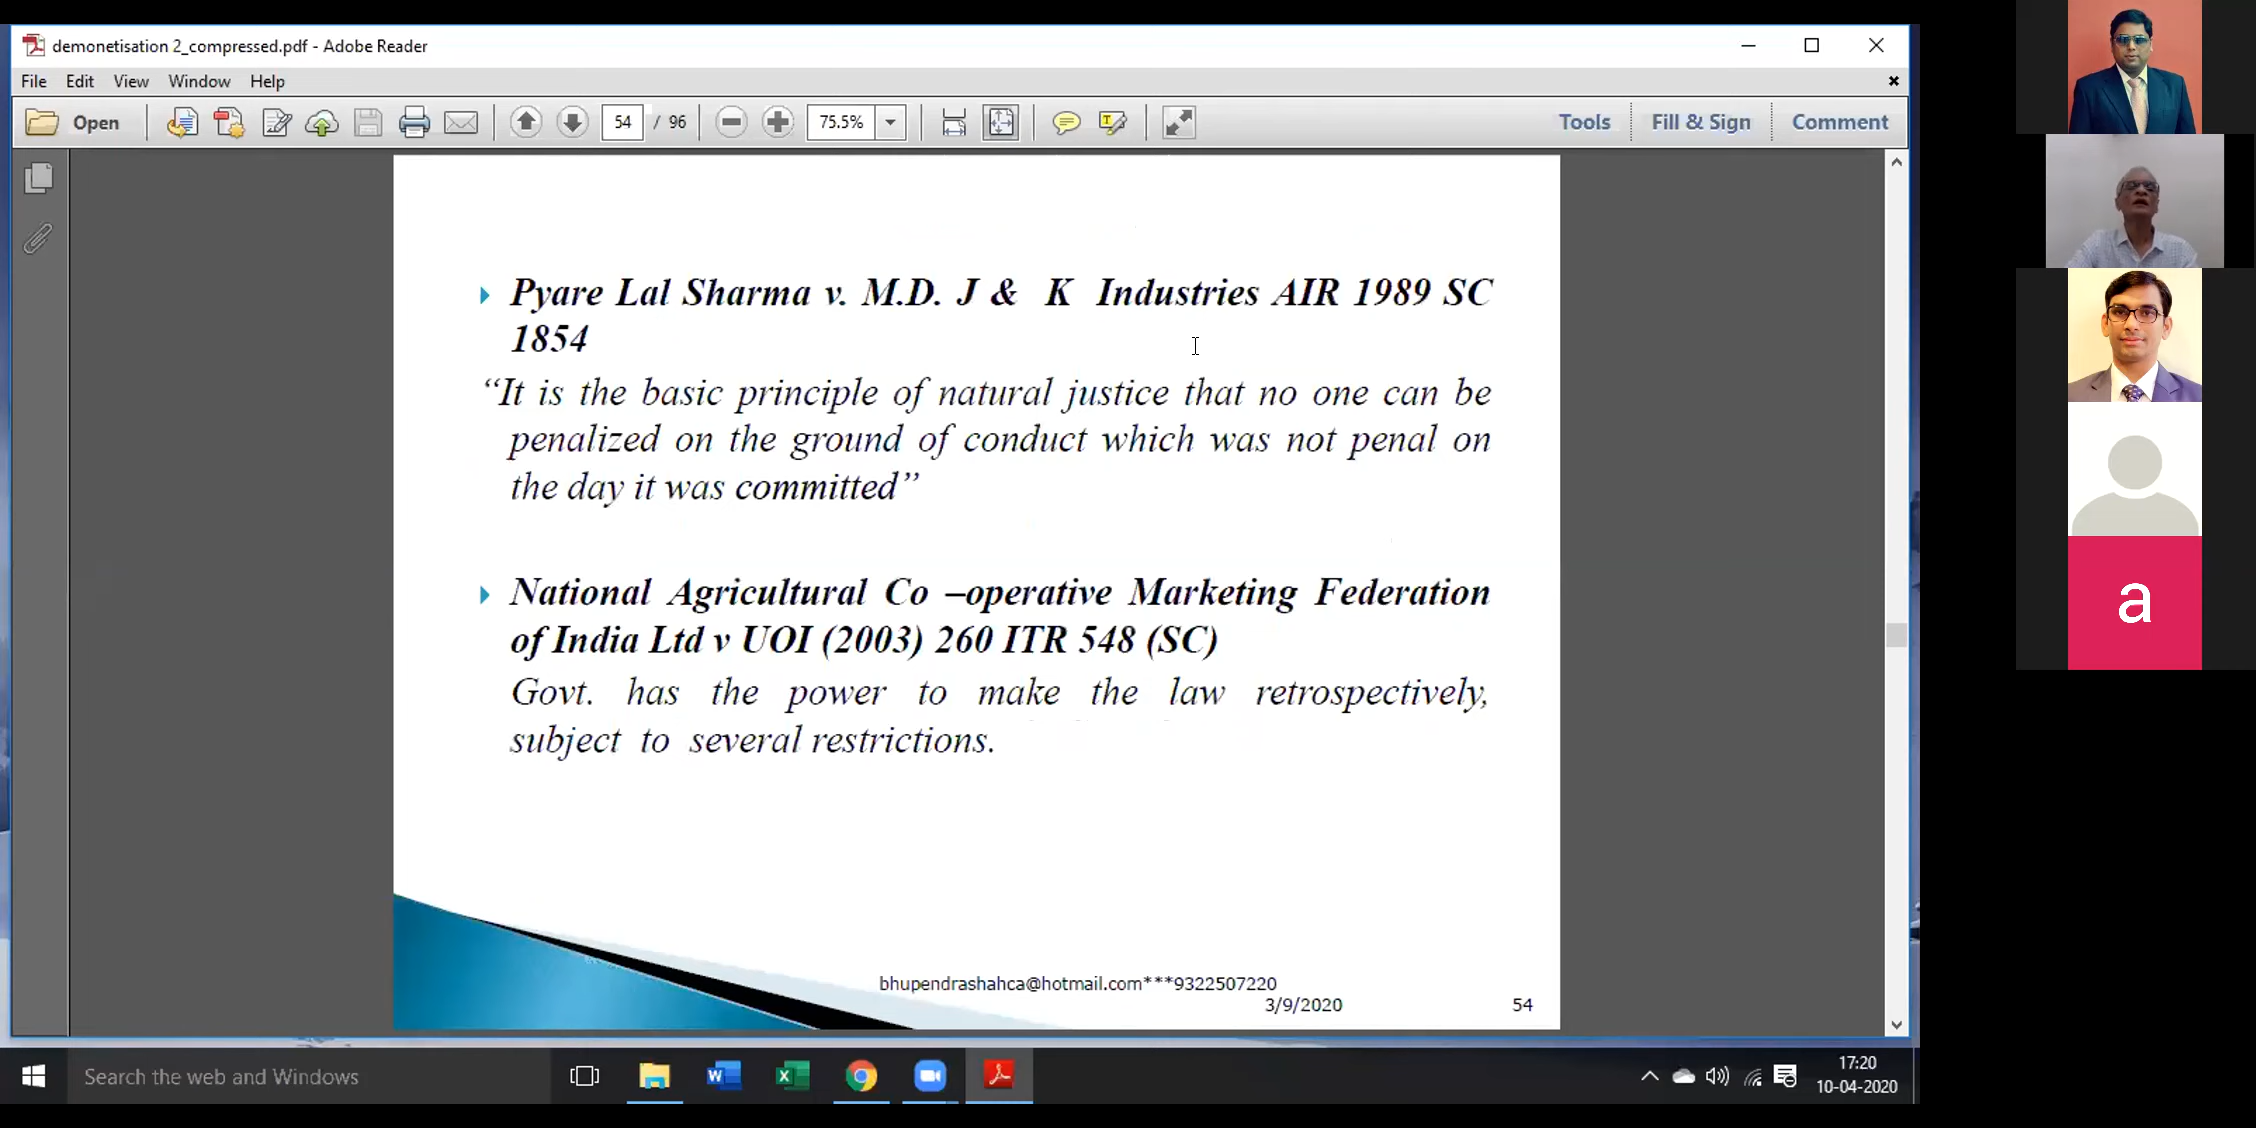 demonetisation 2_compressed.pdf - Adobe Reader
File Edit View Window Help
Open 54 / 96 75.5% Tools Fill & Sign Comment
Pyare Lal Sharma v. M.D. J & K Industries AIR 1989 SC
1854
“It is the basic principle of natural justice that no one can be
penalized on the ground of conduct which was not penal on
the day it was committed”
National Agricultural Co –operative Marketing Federation
of India Ltd v UOI (2003) 260 ITR 548 (SC)
Govt. has the power to make the law retrospectively,
subject to several restrictions.
bhupendrashahca@hotmail.com***9322507220
3/9/2020 54
a
Search the web and Windows
17:20
10-04-2020